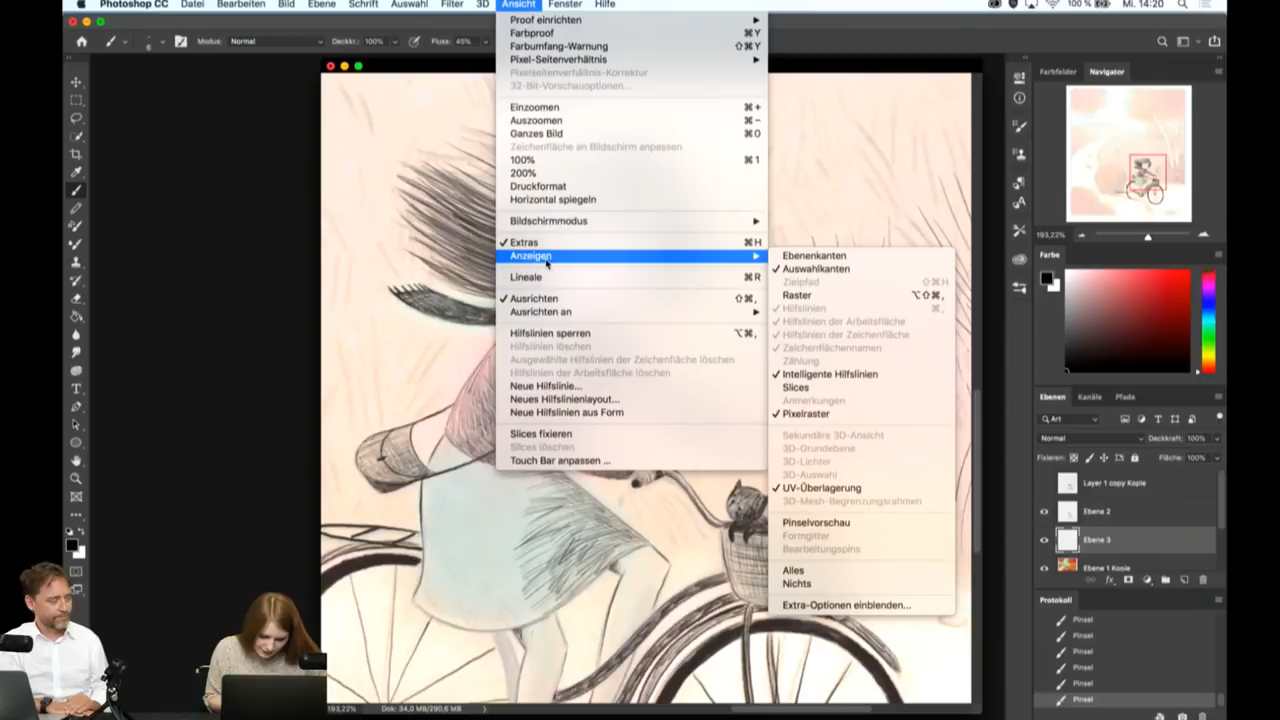 Photoshop CC Datei Bearbeiten Bild Ebene Schrift Auswahl Filter 3D Ansicht Fenster Hilfe 100 % Mi. 14:20
Modus: Normal Deckkr.: 100% Fluss: 45%
Proof einrichten
Farbproof ⌘Y
Farbumfang-Warnung ⇧⌘Y
Pixel-Seitenverhältnis
Pixelseitenverhältnis-Korrektur
32-Bit-Vorschauoptionen...
Einzoomen ⌘+
Auszoomen ⌘−
Ganzes Bild ⌘0
Zeichenfläche an Bildschirm anpassen
100% ⌘1
200%
Druckformat
Horizontal spiegeln
Bildschirmmodus
✓ Extras ⌘H
Anzeigen
Lineale ⌘R
✓ Ausrichten ⇧⌘,
Ausrichten an
Hilfslinien sperren ⌥⌘,
Hilfslinien löschen
Ausgewählte Hilfslinien der Zeichenfläche löschen
Hilfslinien der Arbeitsfläche löschen
Neue Hilfslinie...
Neues Hilfslinienlayout...
Neue Hilfslinien aus Form
Slices fixieren
Slices löschen
Touch Bar anpassen ...
Ebenenkanten
✓ Auswahlkanten
Zielpfad ⇧⌘H
Raster ⌥⇧⌘,
✓ Hilfslinien ⌘,
✓ Hilfslinien der Arbeitsfläche
✓ Hilfslinien der Zeichenfläche
✓ Zeichenflächennamen
Zählung
✓ Intelligente Hilfslinien
Slices
Anmerkungen
✓ Pixelraster
Sekundäre 3D-Ansicht
3D-Grundebene
3D-Lichter
3D-Auswahl
✓ UV-Überlagerung
3D-Mesh-Begrenzungsrahmen
Pinselvorschau
Formgitter
Bearbeitungspins
Alles
Nichts
Extra-Optionen einblenden...
193,22% Dok: 34,0 MB/290,6 MB
Farbfelder Navigator
193,22%
Farbe
Ebenen Kanäle Pfade
Art
Normal Deckkraft: 100%
Fixieren: Fläche: 100%
Layer 1 copy Kopie
Ebene 2
Ebene 3
Ebene 1 Kopie
Protokoll
Pinsel
Pinsel
Pinsel
Pinsel
Pinsel
Pinsel